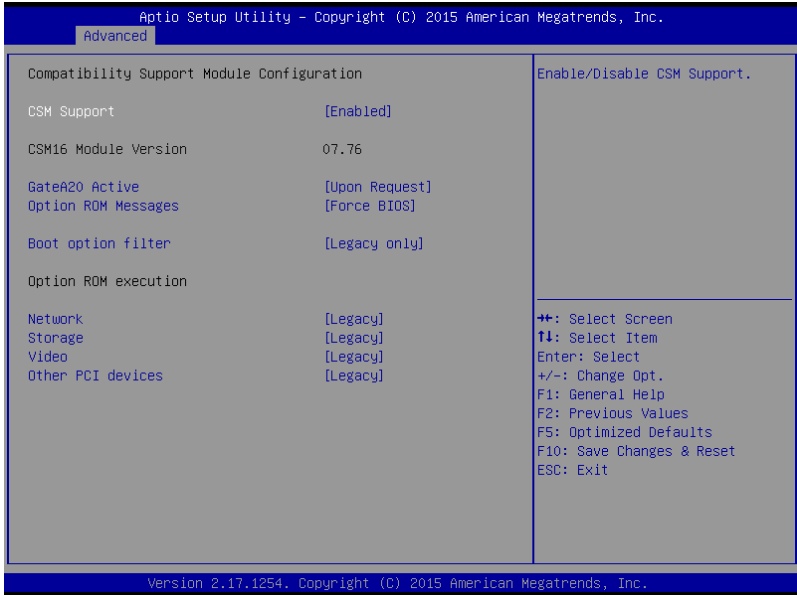 Aptio Setup Utility – Copyright (C) 2015 American Megatrends, Inc.
Advanced
Compatibility Support Module Configuration
CSM Support [Enabled]
CSM16 Module Version 07.76
GateA20 Active [Upon Request]
Option ROM Messages [Force BIOS]
Boot option filter [Legacy only]
Option ROM execution
Network [Legacy]
Storage [Legacy]
Video [Legacy]
Other PCI devices [Legacy]
Enable/Disable CSM Support.
→←: Select Screen
↑↓: Select Item
Enter: Select
+/-: Change Opt.
F1: General Help
F2: Previous Values
F5: Optimized Defaults
F10: Save Changes & Reset
ESC: Exit
Version 2.17.1254. Copyright (C) 2015 American Megatrends, Inc.